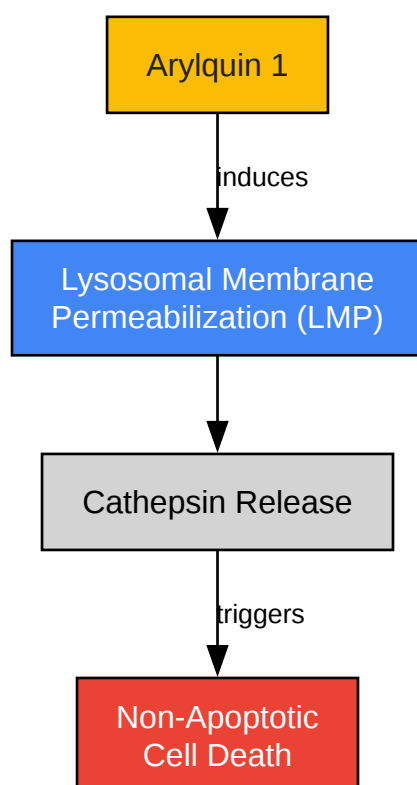 Arylquin 1
induces
Lysosomal Membrane
Permeabilization (LMP)
Cathepsin Release
triggers
Non-Apoptotic
Cell Death